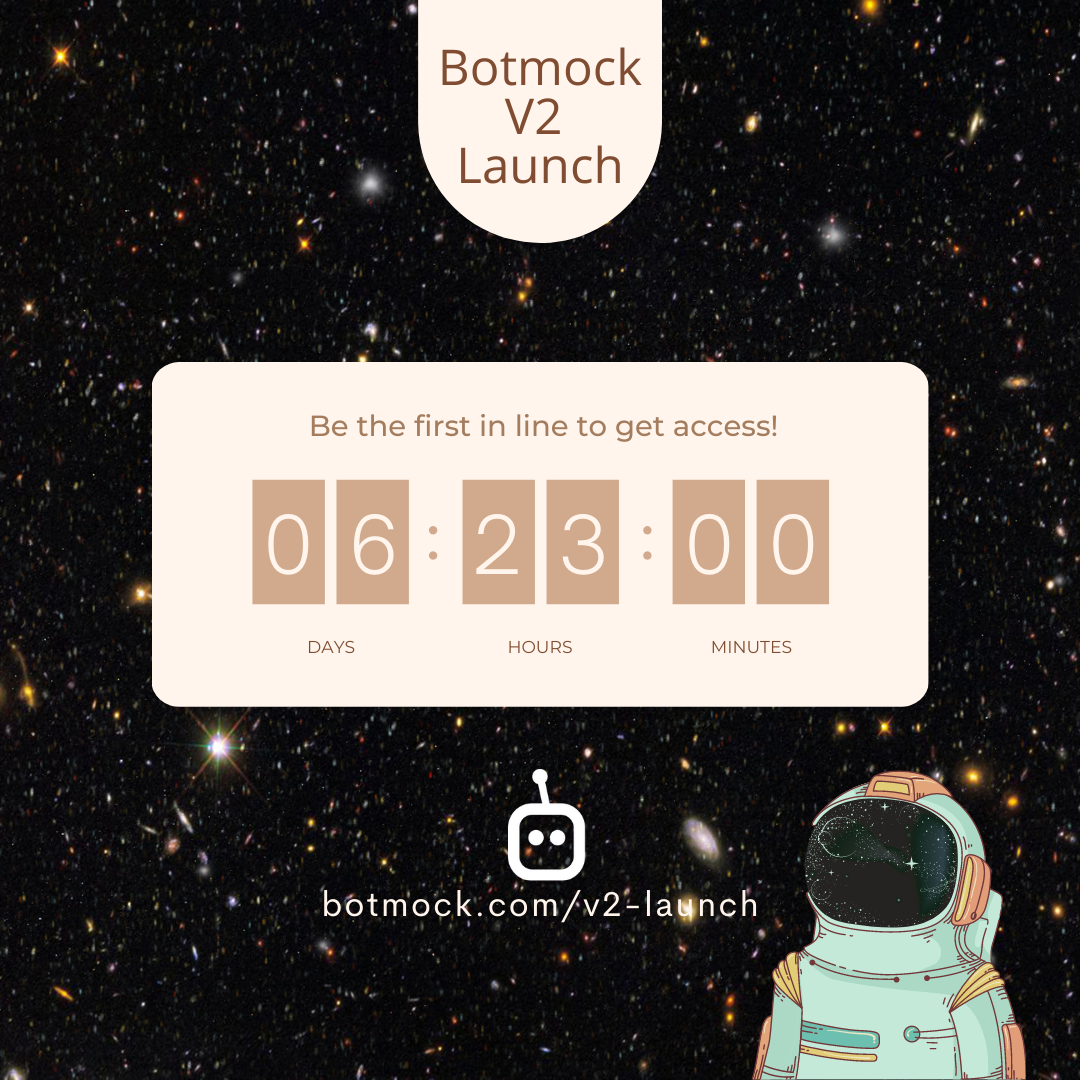 Botmock
V2
Launch
Be the first in line to get access!
06 : 23 : 00
DAYS HOURS MINUTES
botmock.com/v2-launch